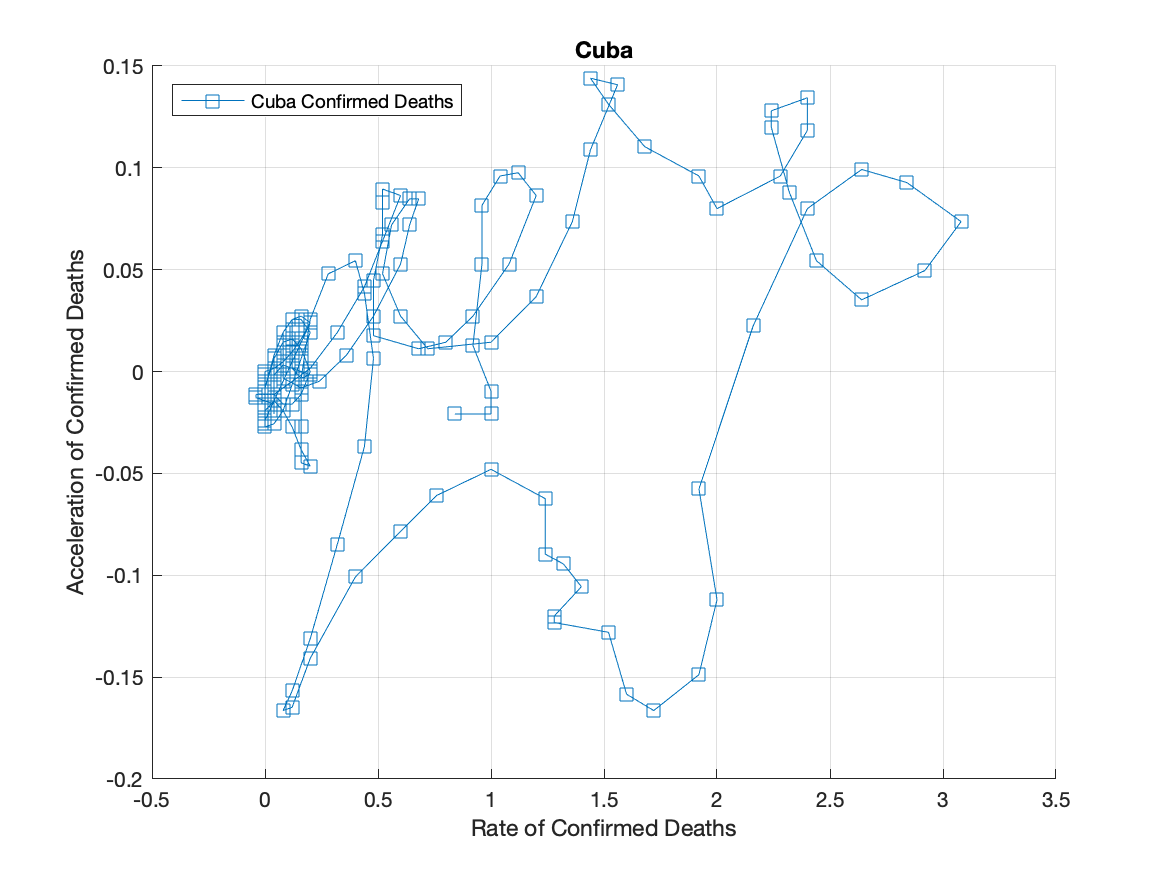 Cuba
Cuba Confirmed Deaths
Acceleration of Confirmed Deaths
0.15
0.1
0.05
0
-0.05
-0.1
-0.15
-0.2
-0.5 0 0.5 1 1.5 2 2.5 3 3.5
Rate of Confirmed Deaths